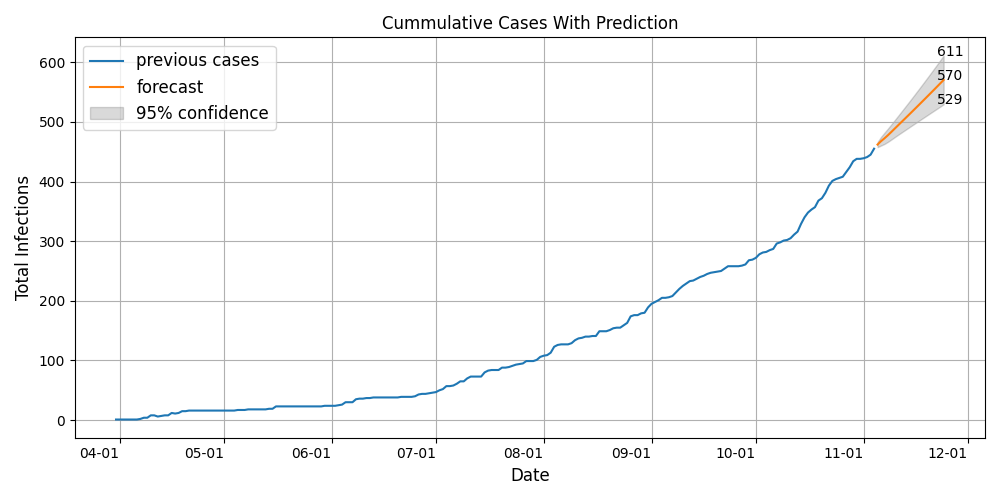 Cummulative Cases With Prediction
previous cases
forecast
95% confidence
611
570
529
Total Infections
600
500
400
300
200
100
0
04-01 05-01 06-01 07-01 08-01 09-01 10-01 11-01 12-01
Date